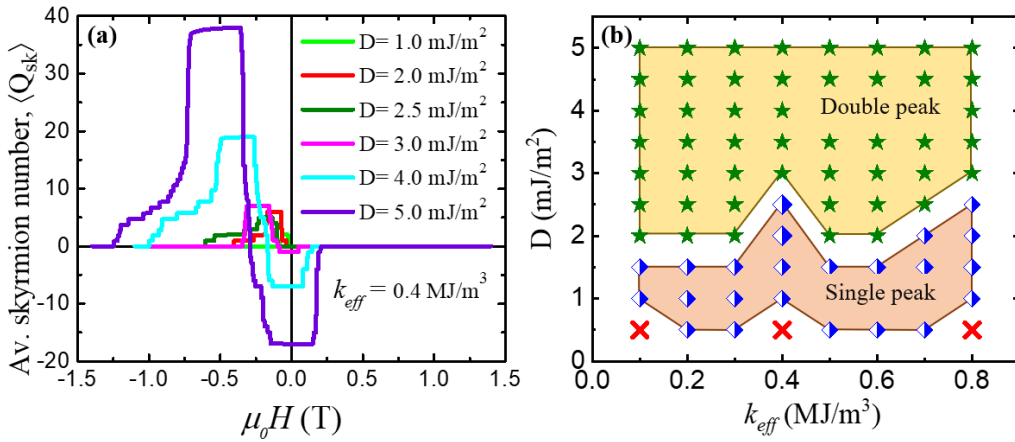 (a)
40
30
20
10
0
-10
-20
Av. skyrmion number, ⟨Q_sk⟩
D= 1.0 mJ/m²
D= 2.0 mJ/m²
D= 2.5 mJ/m²
D= 3.0 mJ/m²
D= 4.0 mJ/m²
D= 5.0 mJ/m²
k_eff = 0.4 MJ/m³
-1.5 -1.0 -0.5 0.0 0.5 1.0 1.5
μ₀H (T)
(b)
6
5
4
3
2
1
0
D (mJ/m²)
Double peak
Single peak
0.0 0.2 0.4 0.6 0.8
k_eff (MJ/m³)